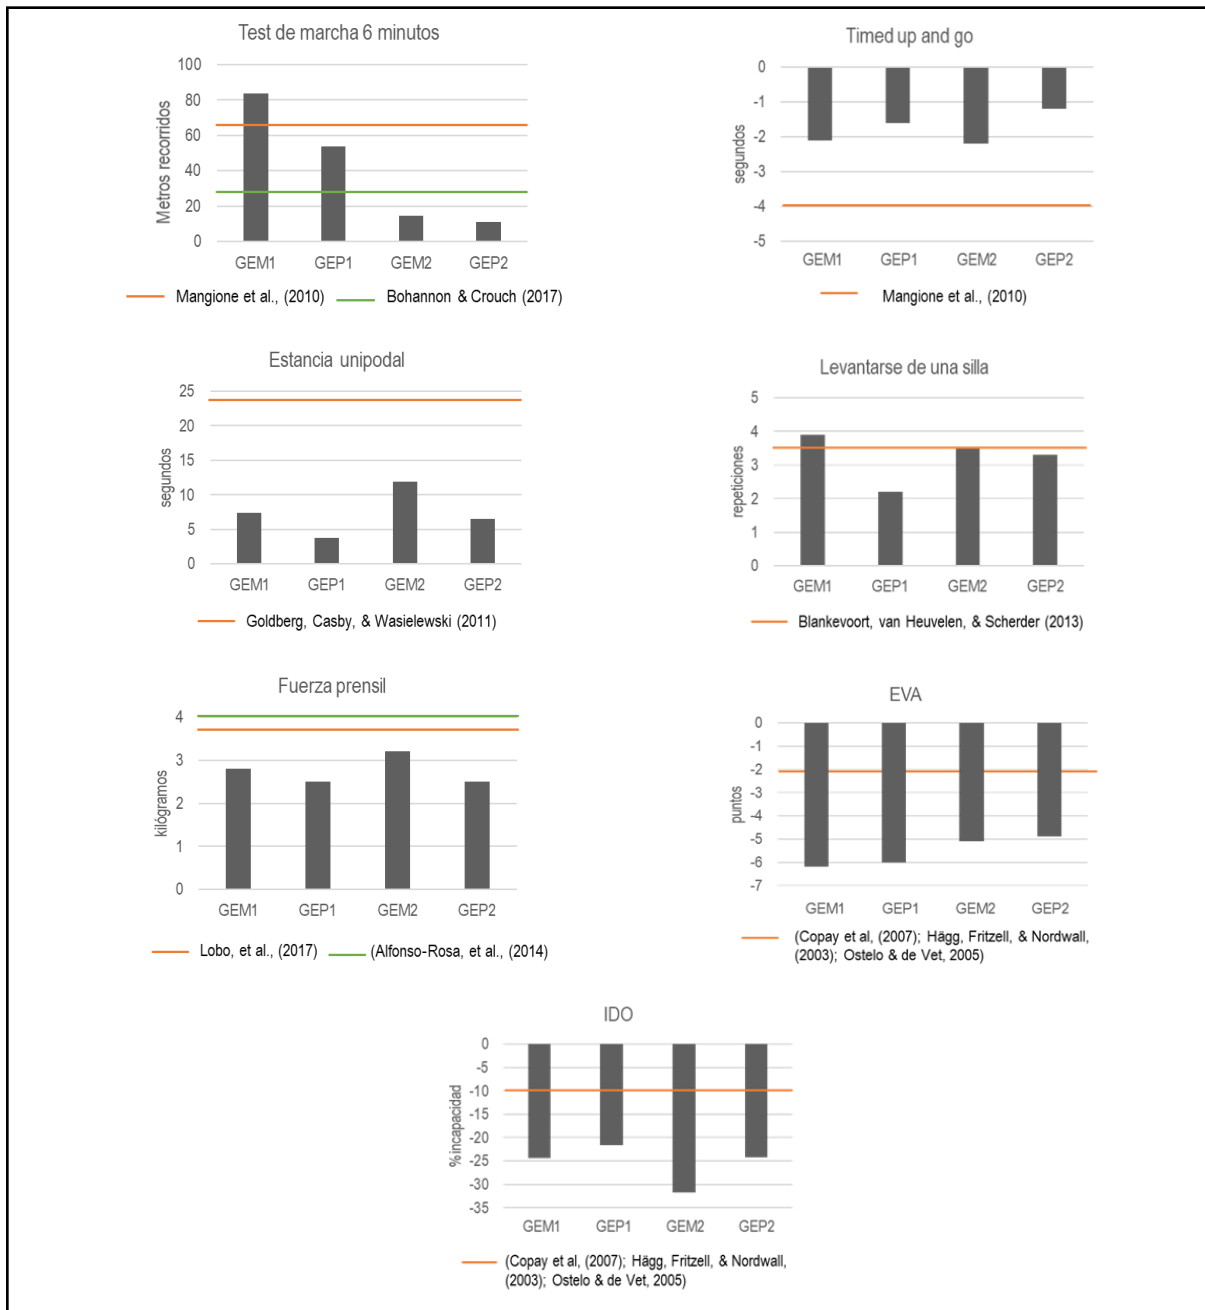 Test de marcha 6 minutos
Metros recorridos
100
80
60
40
20
0
GEM1 GEP1 GEM2 GEP2
Mangione et al., (2010) Bohannon & Crouch (2017)
Timed up and go
segundos
0
-1
-2
-3
-4
-5
GEM1 GEP1 GEM2 GEP2
Mangione et al., (2010)
Estancia unipodal
segundos
25
20
15
10
5
0
GEM1 GEP1 GEM2 GEP2
Goldberg, Casby, & Wasielewski (2011)
Levantarse de una silla
repeticiones
5
4
3
2
1
0
GEM1 GEP1 GEM2 GEP2
Blankevoort, van Heuvelen, & Scherder (2013)
Fuerza prensil
kilógramos
4
3
2
1
0
GEM1 GEP1 GEM2 GEP2
Lobo, et al., (2017) (Alfonso-Rosa, et al., (2014)
EVA
puntos
0
-1
-2
-3
-4
-5
-6
-7
GEM1 GEP1 GEM2 GEP2
(Copay et al, (2007); Hägg, Fritzell, & Nordwall,
(2003); Ostelo & de Vet, 2005)
IDO
%incapacidad
0
-5
-10
-15
-20
-25
-30
-35
GEM1 GEP1 GEM2 GEP2
(Copay et al, (2007); Hägg, Fritzell, & Nordwall,
(2003); Ostelo & de Vet, 2005)